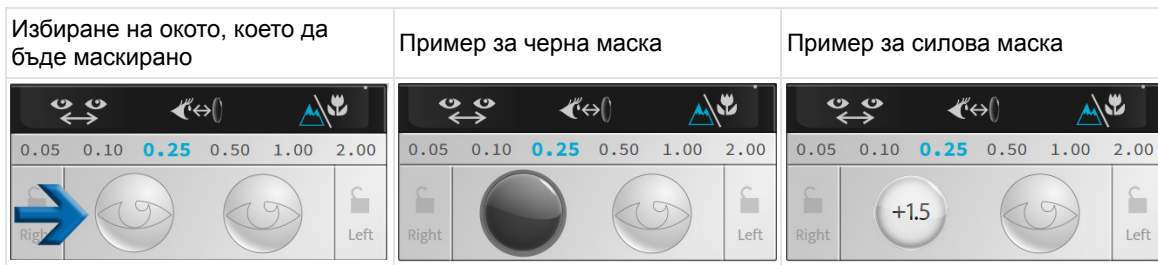 Избиране на окото, което да
бъде маскирано
Пример за черна маска
Пример за силова маска
0.05 0.10 0.25 0.50 1.00 2.00
Right
Left
0.05 0.10 0.25 0.50 1.00 2.00
Right
Left
0.05 0.10 0.25 0.50 1.00 2.00
Right
+1.5
Left